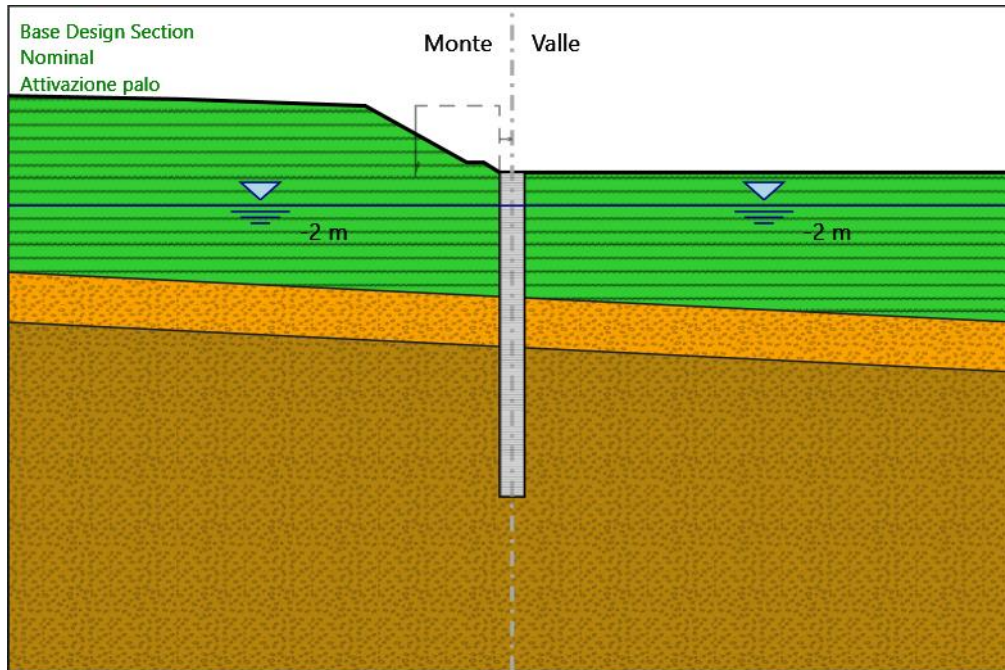 Base Design Section
Nominal
Attivazione palo
Monte Valle
-2 m
-2 m